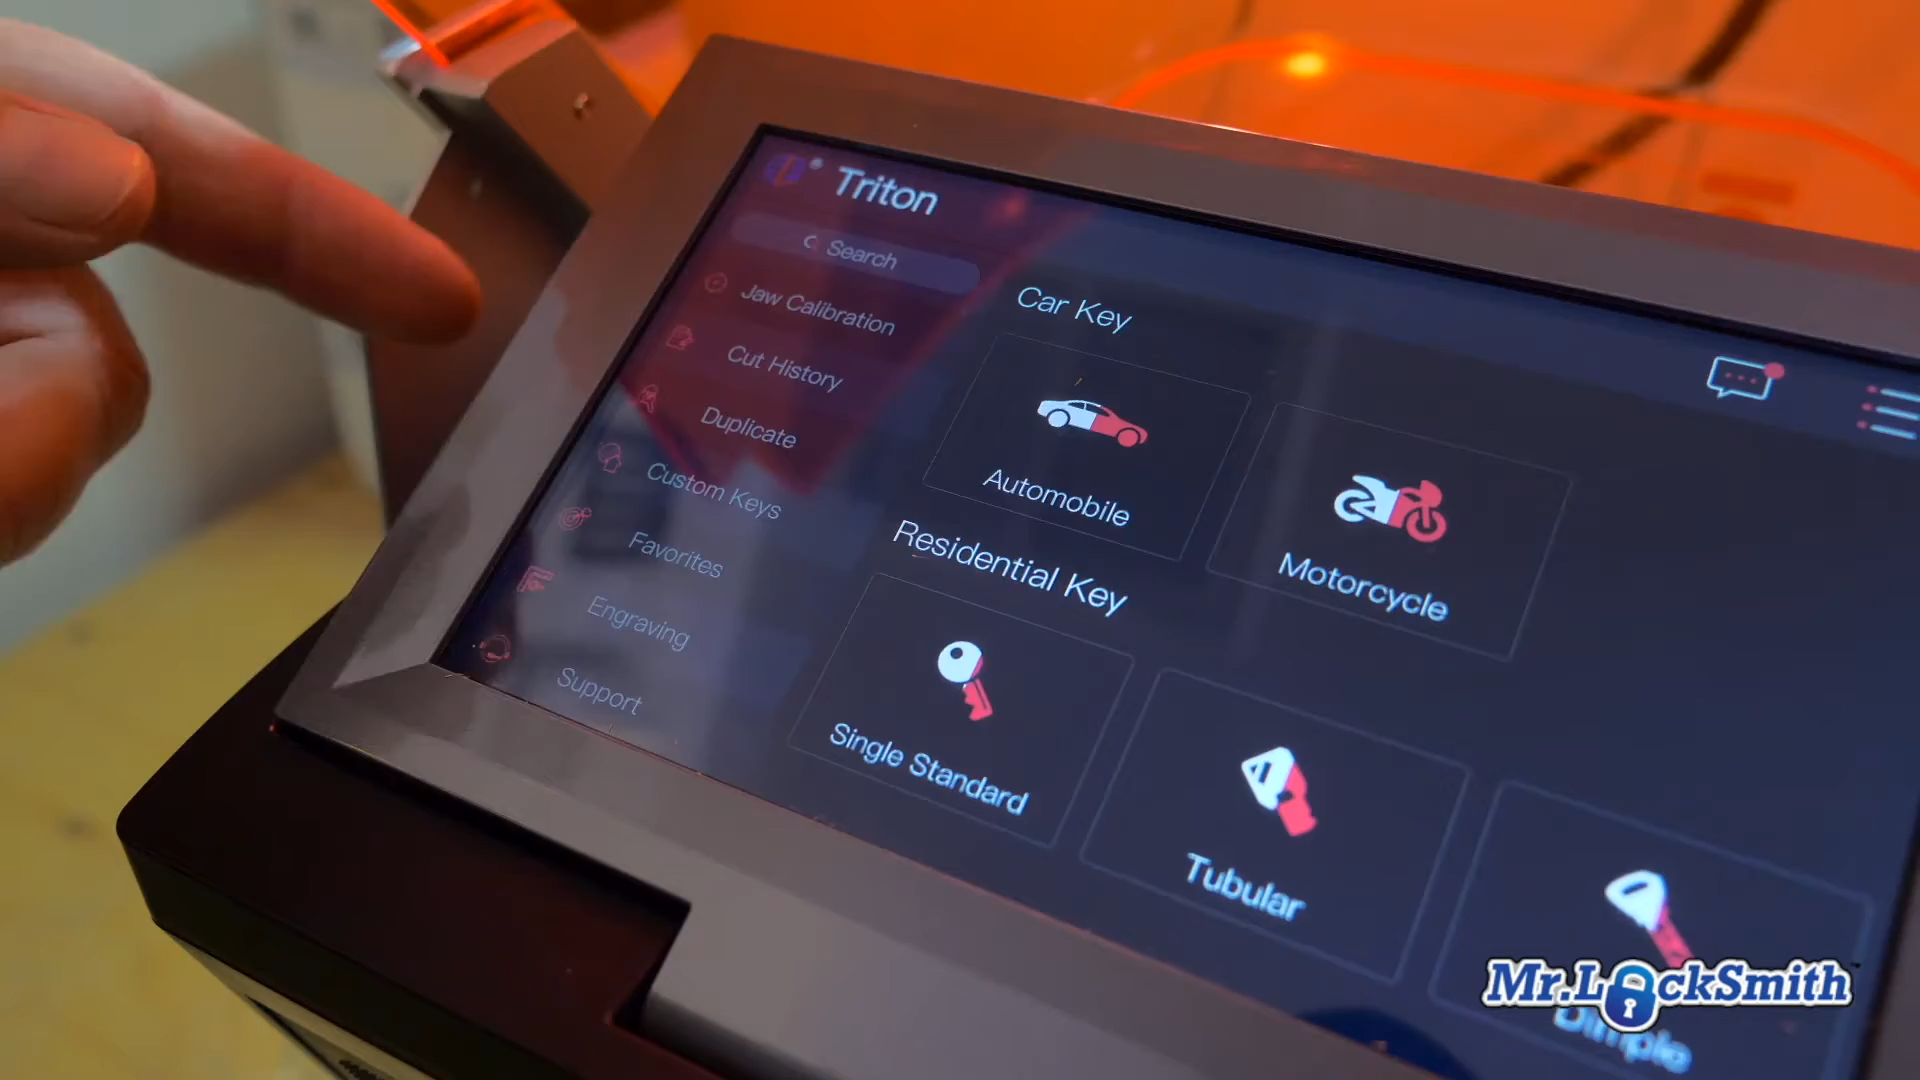 Triton
Search
Jaw Calibration
Cut History
Duplicate
Custom Keys
Favorites
Engraving
Support
Car Key
Automobile
Motorcycle
Residential Key
Single Standard
Tubular
Dimple
Mr.LockSmith